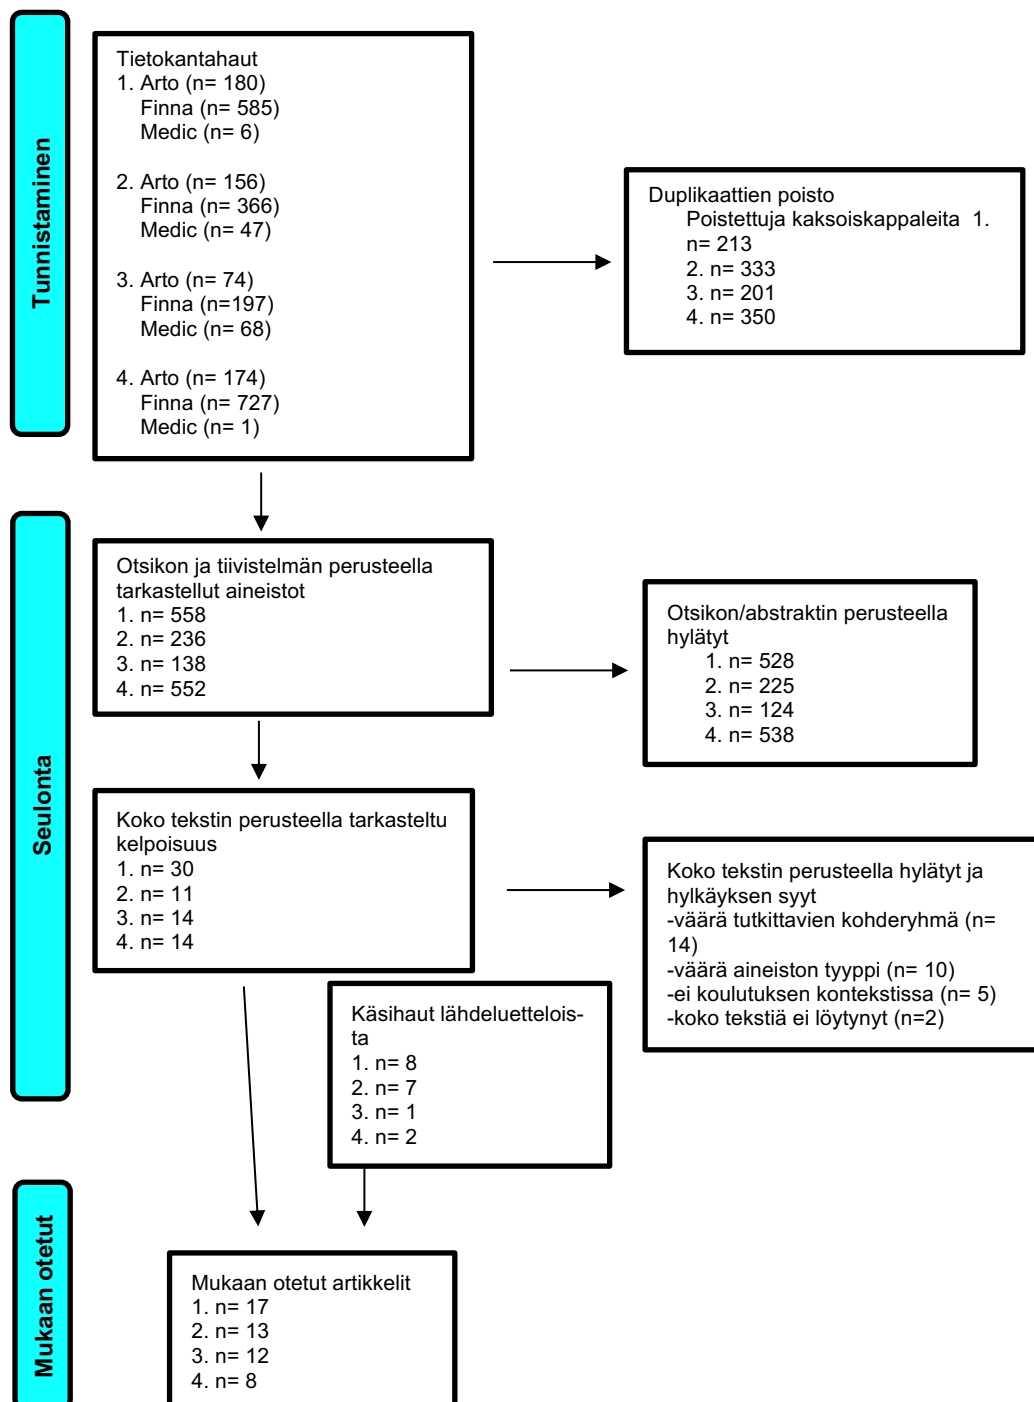 Tunnistaminen
Tietokantahaut
1. Arto (n= 180)
Finna (n= 585)
Medic (n= 6)
2. Arto (n= 156)
Finna (n= 366)
Medic (n= 47)
3. Arto (n= 74)
Finna (n=197)
Medic (n= 68)
4. Arto (n= 174)
Finna (n= 727)
Medic (n= 1)
Duplikaattien poisto
Poistettuja kaksoiskappaleita 1.
n= 213
2. n= 333
3. n= 201
4. n= 350
Seulonta
Otsikon ja tiivistelmän perusteella
tarkastellut aineistot
1. n= 558
2. n= 236
3. n= 138
4. n= 552
Otsikon/abstraktin perusteella
hylätyt
1. n= 528
2. n= 225
3. n= 124
4. n= 538
Koko tekstin perusteella tarkasteltu
kelpoisuus
1. n= 30
2. n= 11
3. n= 14
4. n= 14
Koko tekstin perusteella hylätyt ja
hylkäyksen syyt
-väärä tutkittavien kohderyhmä (n=
14)
-väärä aineiston tyyppi (n= 10)
-ei koulutuksen kontekstissa (n= 5)
-koko tekstiä ei löytynyt (n=2)
Käsihaut lähdeluettelois-
ta
1. n= 8
2. n= 7
3. n= 1
4. n= 2
Mukaan otetut
Mukaan otetut artikkelit
1. n= 17
2. n= 13
3. n= 12
4. n= 8